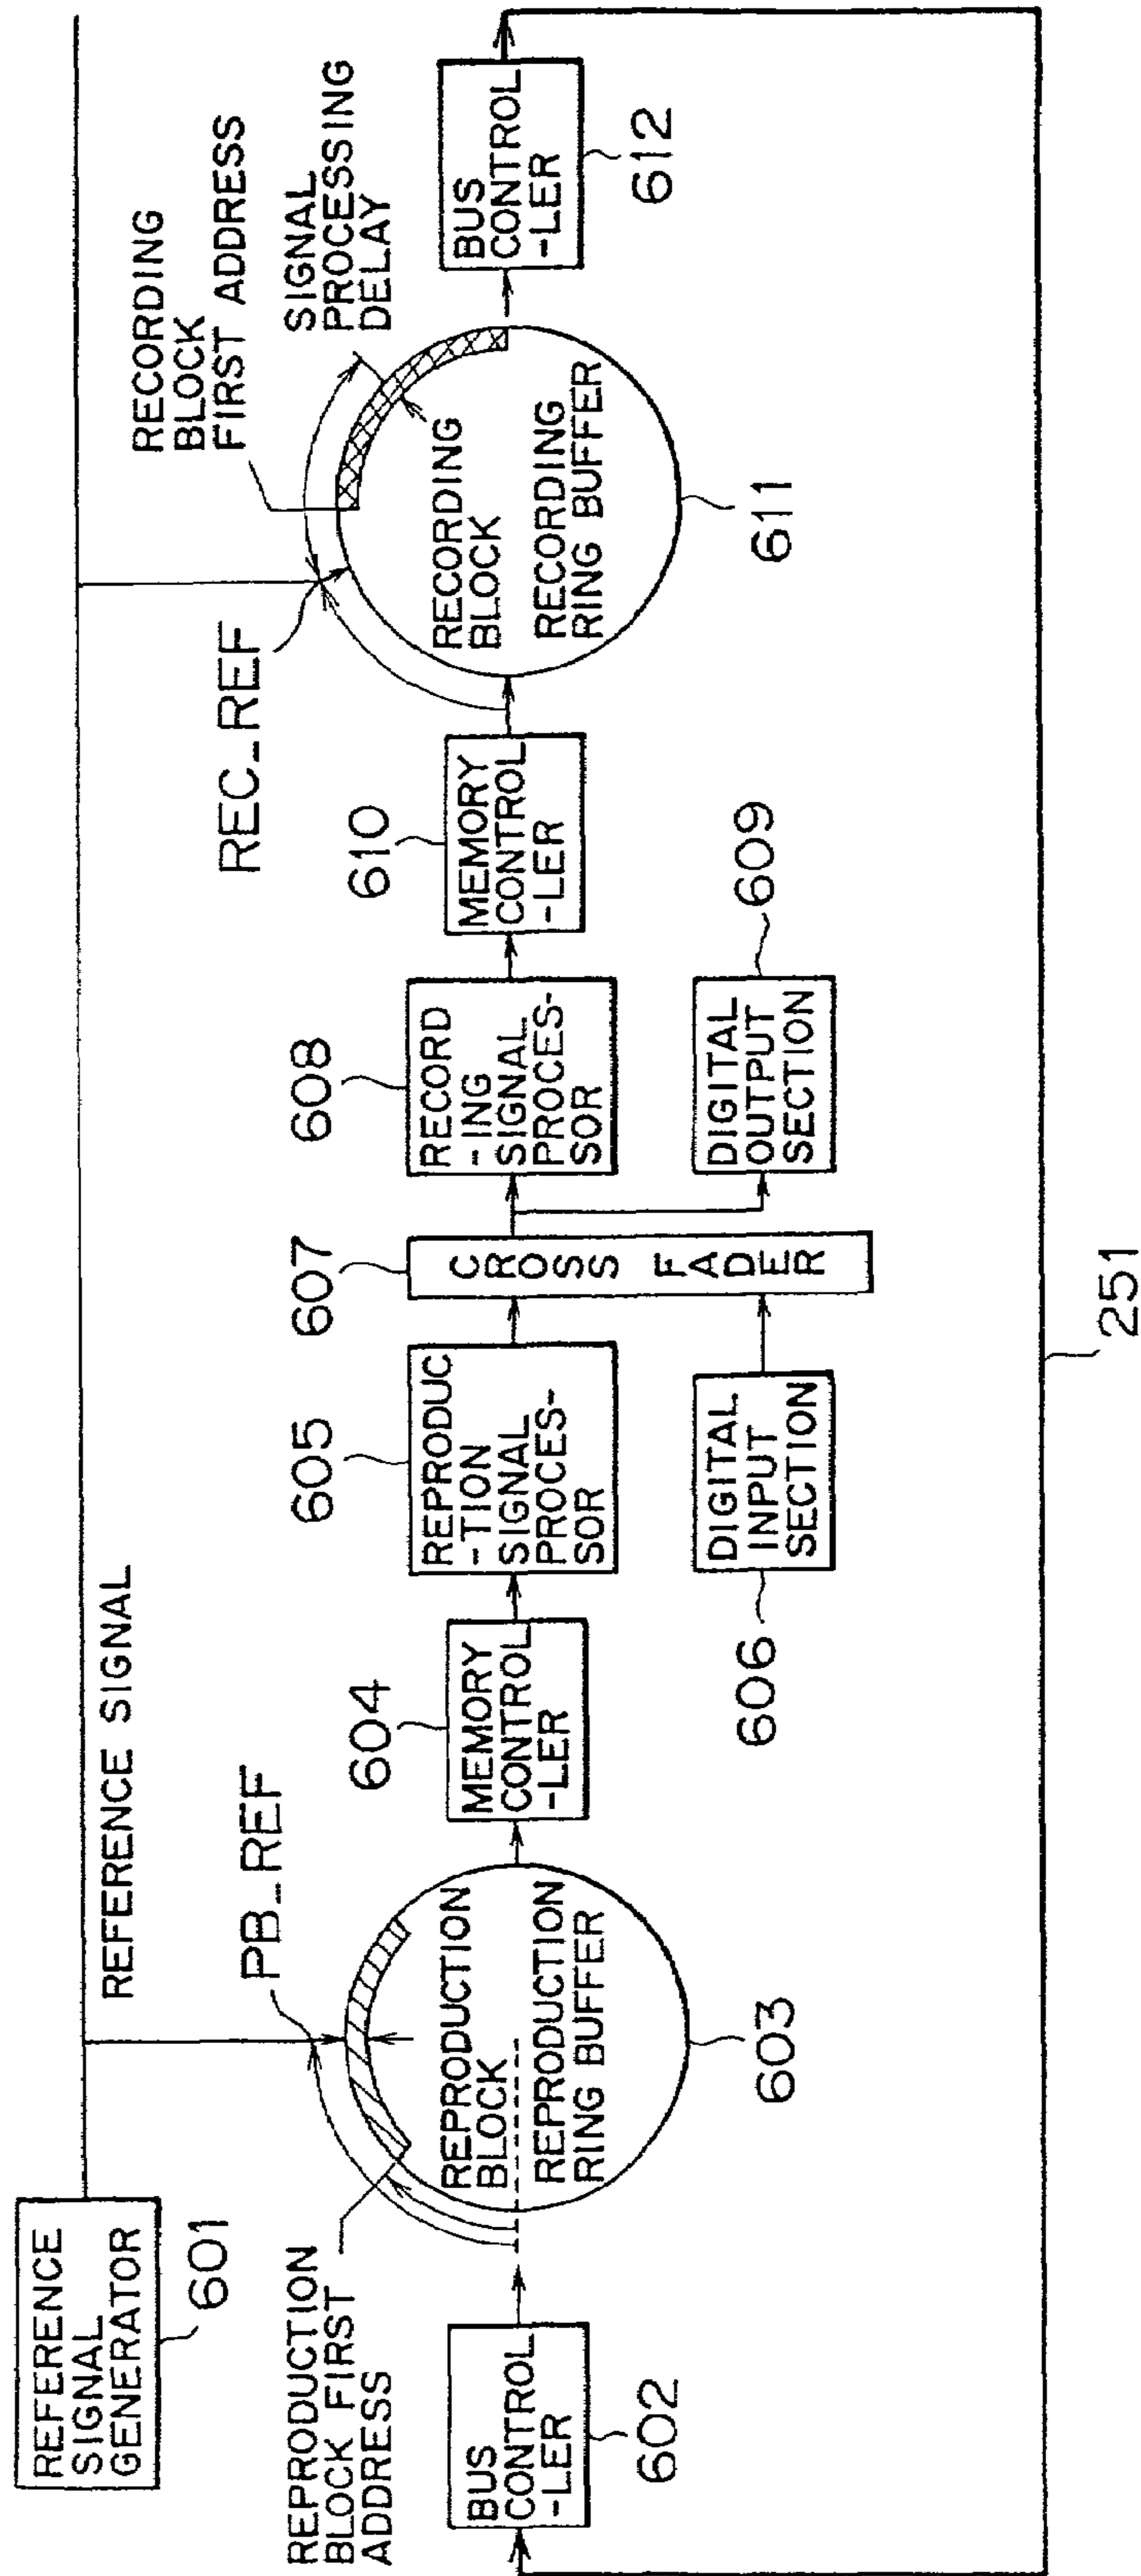 REFERENCE
SIGNAL
GENERATOR
601
REFERENCE SIGNAL
REPRODUCTION
BLOCK FIRST
ADDRESS
PB_REF
REPRODUCTION
BLOCK
REPRODUCTION
RING BUFFER
603
BUS
CONTROL
-LER
602
604
MEMORY
CONTROL
-LER
605
REPRODUC
-TION
SIGNAL
PROCES-
SOR
DIGITAL
INPUT
SECTION
606
607
CROSS FADER
608
RECORD
-ING
SIGNAL
PROCES-
SOR
DIGITAL
OUTPUT
SECTION
609
610
MEMORY
CONTROL
-LER
REC_REF
RECORDING
BLOCK
FIRST ADDRESS
SIGNAL
PROCESSING
DELAY
RECORDING
BLOCK
RECORDING
RING BUFFER
611
BUS
CONTROL
-LER
612
251